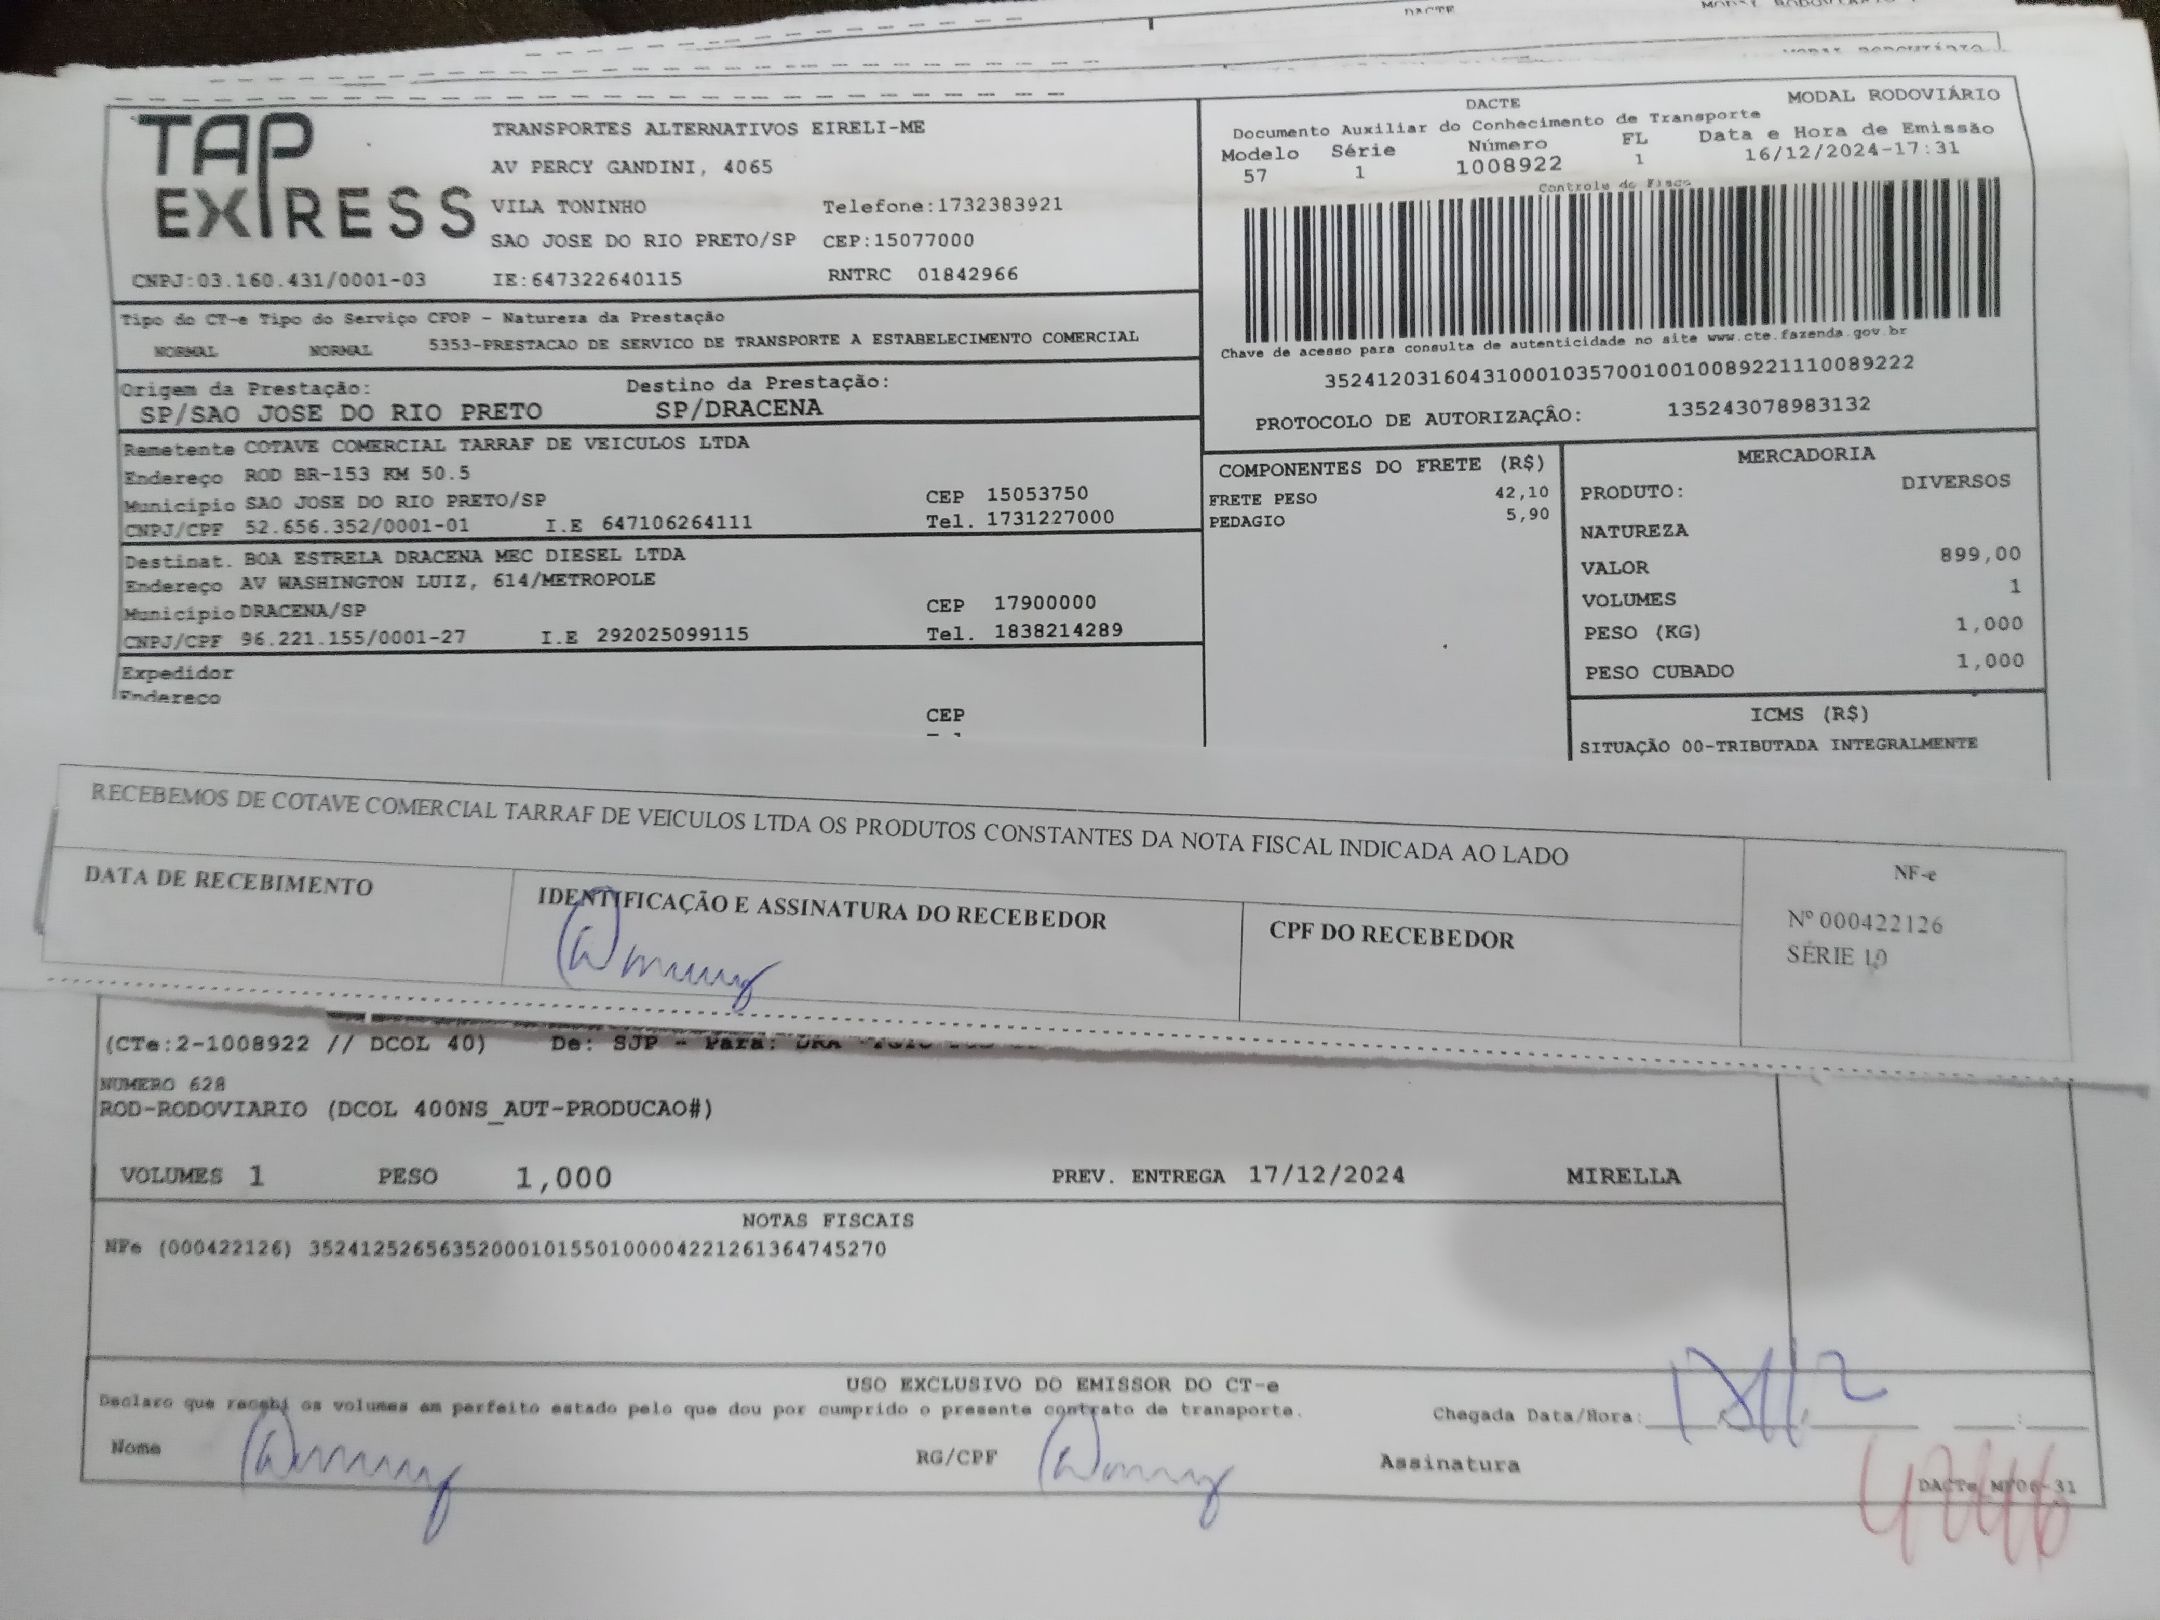 DACTE
TAP
EXPRESS
TRANSPORTES ALTERNATIVOS EIRELI-ME
AV PERCY GANDINI, 4065
VILA TONINHO Telefone:1732383921
SAO JOSE DO RIO PRETO/SP CEP:15077000
CNPJ:03.160.431/0001-03 IE:647322640115 RNTRC 01842966
DACTE MODAL RODOVIÁRIO
Documento Auxiliar do Conhecimento de Transporte
Modelo Série Número FL Data e Hora de Emissão
57 1 1008922 1 16/12/2024-17:31
Controle do Fisco
Chave de acesso para consulta de autenticidade no site www.cte.fazenda.gov.br
35241203160431000103570010010089221110089222
PROTOCOLO DE AUTORIZAÇÃO: 135243078983132
Tipo do CT-e Tipo do Serviço CFOP - Natureza da Prestação
NORMAL NORMAL 5353-PRESTACAO DE SERVICO DE TRANSPORTE A ESTABELECIMENTO COMERCIAL
Origem da Prestação: Destino da Prestação:
SP/SAO JOSE DO RIO PRETO SP/DRACENA
Remetente COTAVE COMERCIAL TARRAF DE VEICULOS LTDA
Endereço ROD BR-153 KM 50.5
Município SAO JOSE DO RIO PRETO/SP CEP 15053750
CNPJ/CPF 52.656.352/0001-01 I.E 647106264111 Tel. 1731227000
Destinat. BOA ESTRELA DRACENA MEC DIESEL LTDA
Endereço AV WASHINGTON LUIZ, 614/METROPOLE
Município DRACENA/SP CEP 17900000
CNPJ/CPF 96.221.155/0001-27 I.E 292025099115 Tel. 1838214289
Expedidor
Endereço
CEP
COMPONENTES DO FRETE (R$)
FRETE PESO 42,10
PEDAGIO 5,90
MERCADORIA
PRODUTO: DIVERSOS
NATUREZA
VALOR 899,00
VOLUMES 1
PESO (KG) 1,000
PESO CUBADO 1,000
ICMS (R$)
SITUAÇÃO 00-TRIBUTADA INTEGRALMENTE
RECEBEMOS DE COTAVE COMERCIAL TARRAF DE VEICULOS LTDA OS PRODUTOS CONSTANTES DA NOTA FISCAL INDICADA AO LADO
DATA DE RECEBIMENTO
IDENTIFICAÇÃO E ASSINATURA DO RECEBEDOR
CPF DO RECEBEDOR
NF-e
Nº 000422126
SÉRIE 10
(CTe:2-1008922 // DCOL 40) De: SJP - Para: DRA
NUMERO 628
ROD-RODOVIARIO (DCOL 400NS_AUT-PRODUCAO#)
VOLUMES 1 PESO 1,000 PREV. ENTREGA 17/12/2024 MIRELLA
NOTAS FISCAIS
NFe (000422126) 35241252656352000101550100004221261364745270
USO EXCLUSIVO DO EMISSOR DO CT-e
Declaro que recebi os volumes em perfeito estado pelo que dou por cumprido o presente contrato de transporte.
Chegada Data/Hora:
Nome RG/CPF Assinatura